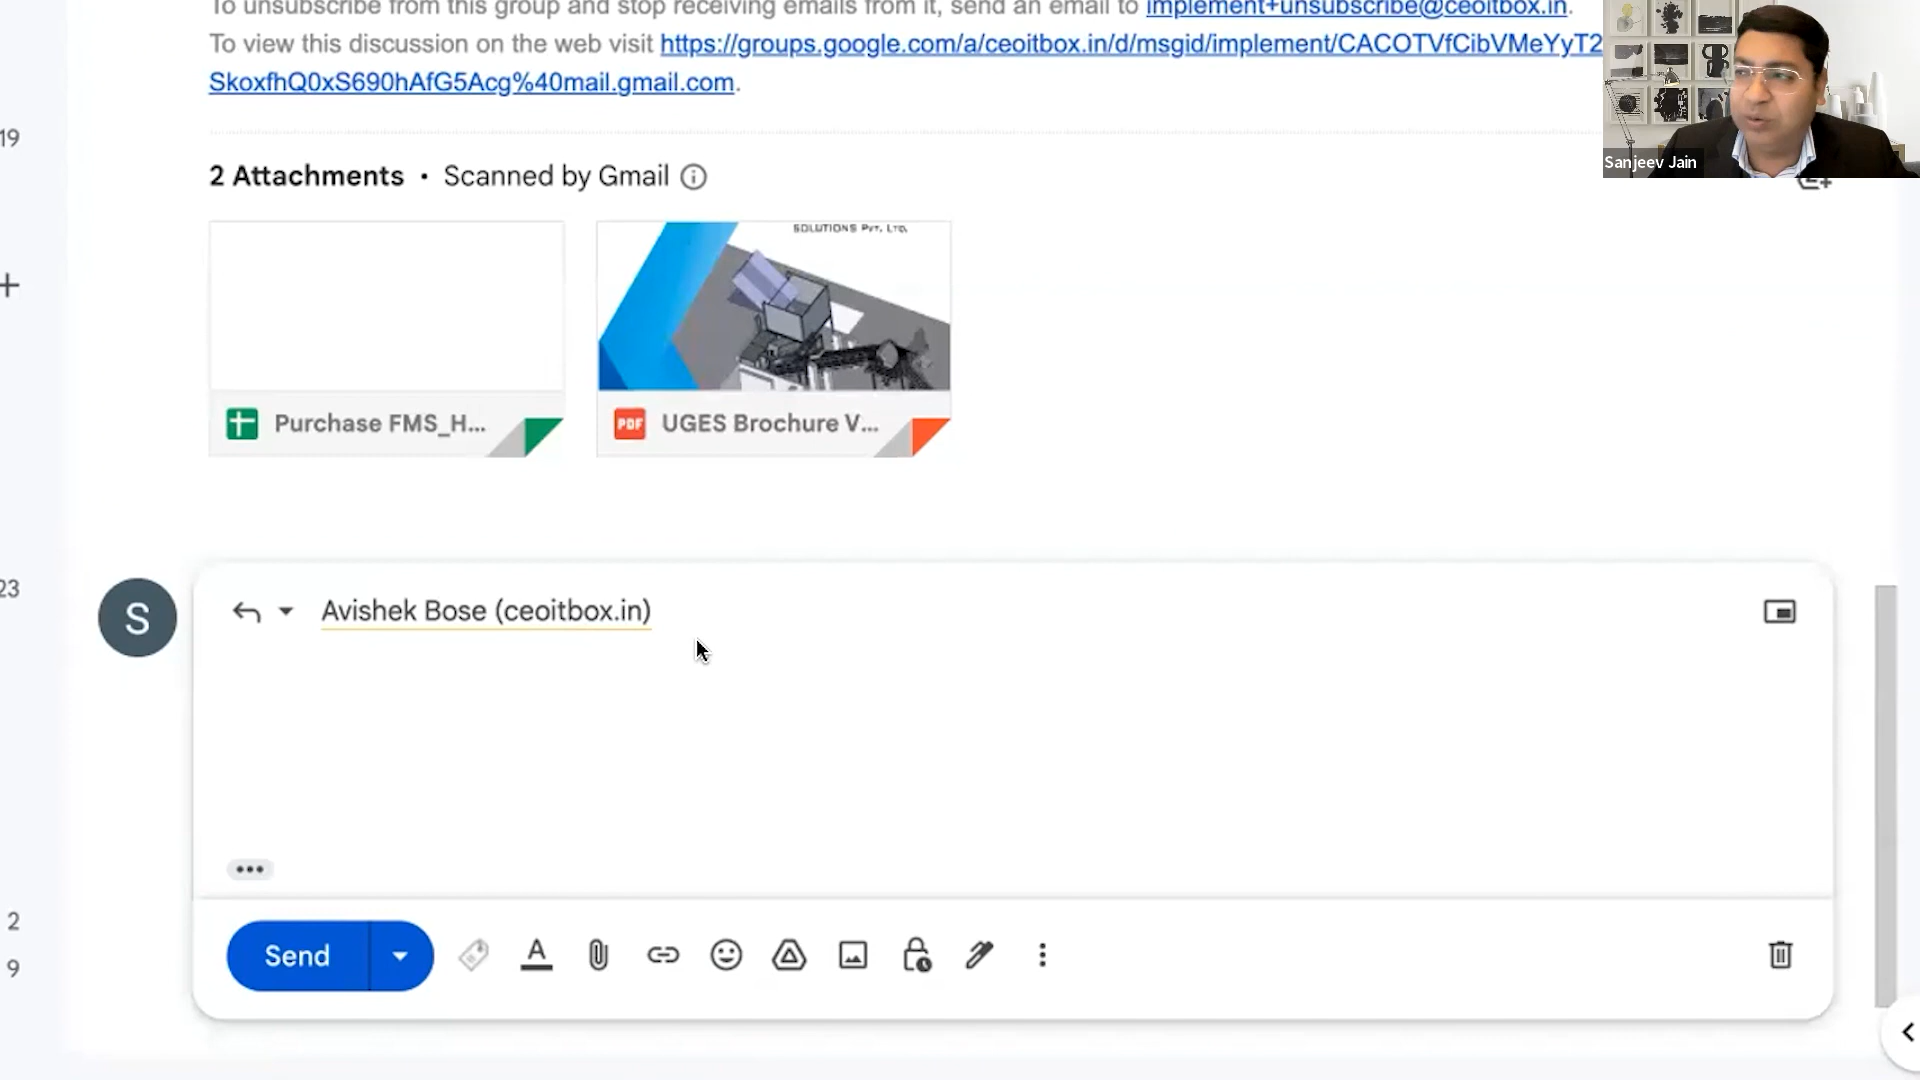 To unsubscribe from this group and stop receiving emails from it, send an email to implement+unsubscribe@ceoitbox.in.
To view this discussion on the web visit https://groups.google.com/a/ceoitbox.in/d/msgid/implement/CACOTVfCibVMeYyT2
SkoxfhQ0xS690hAfG5Acg%40mail.gmail.com.
Sanjeev Jain
19
2 Attachments • Scanned by Gmail
SOLUTIONS PVT. LTD.
Purchase FMS_H...
PDF
UGES Brochure V...
23
S
Avishek Bose (ceoitbox.in)
2
Send
9